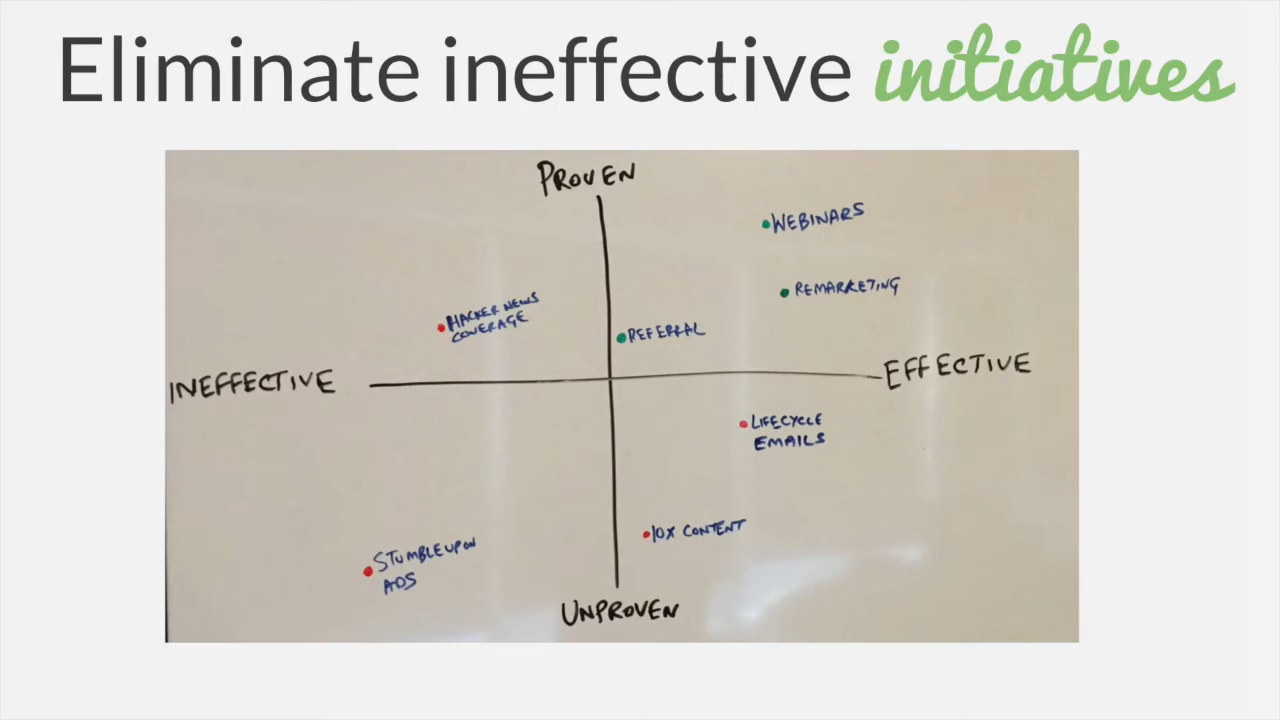 Eliminate ineffective initiatives
PROVEN
WEBINARS
REMARKETING
HACKER NEWS
COVERAGE
REFERRAL
INEFFECTIVE
EFFECTIVE
LIFECYCLE
EMAILS
10X CONTENT
STUMBLEUPON
ADS
UNPROVEN